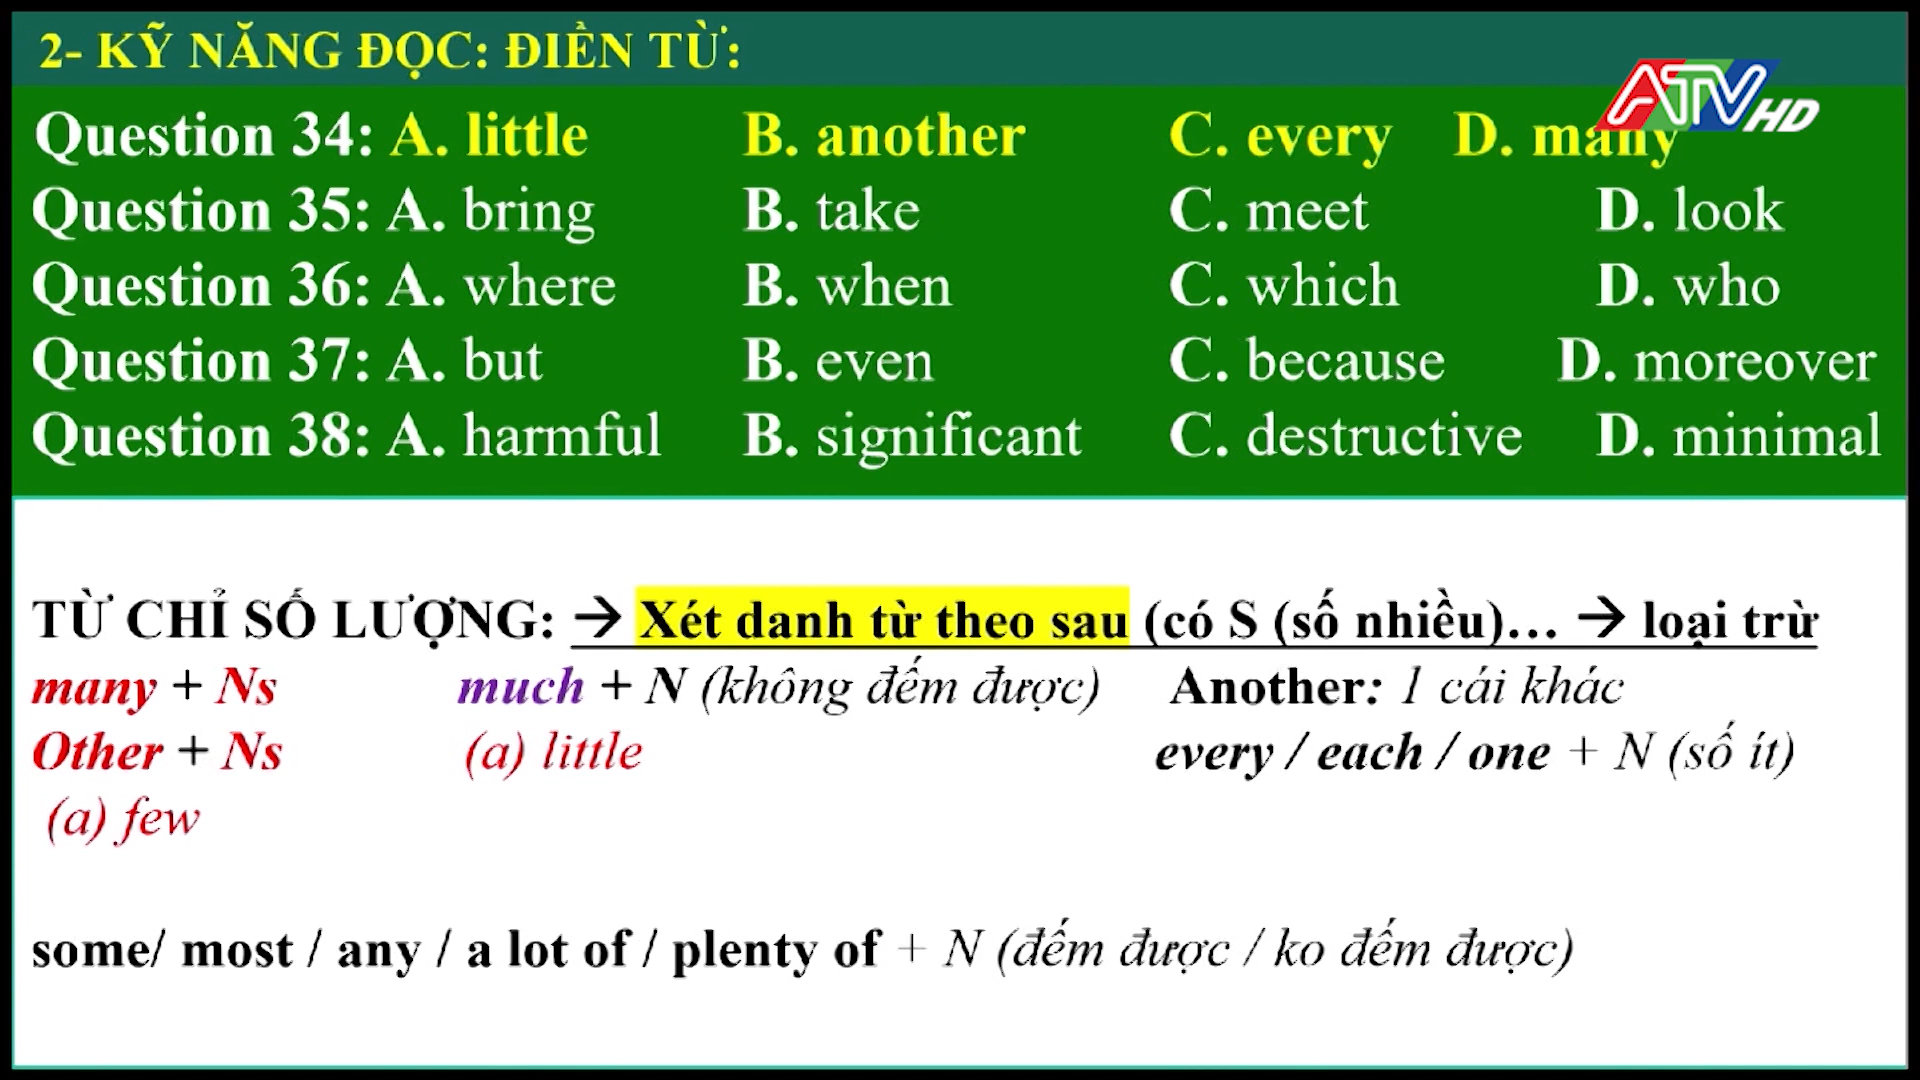 2- KỸ NĂNG ĐỌC: ĐIỀN TỪ:
ATV HD
Question 34: A. little B. another C. every D. many
Question 35: A. bring B. take C. meet D. look
Question 36: A. where B. when C. which D. who
Question 37: A. but B. even C. because D. moreover
Question 38: A. harmful B. significant C. destructive D. minimal
TỪ CHỈ SỐ LƯỢNG: → Xét danh từ theo sau (có S (số nhiều)... → loại trừ
many + Ns much + N (không đếm được) Another: 1 cái khác
Other + Ns (a) little every / each / one + N (số ít)
(a) few
some/ most / any / a lot of / plenty of + N (đếm được / ko đếm được)